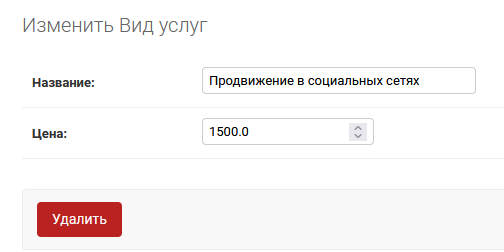 Изменить Вид услуг
Название: Продвижение в социальных сетях
Цена: 1500.0
Удалить